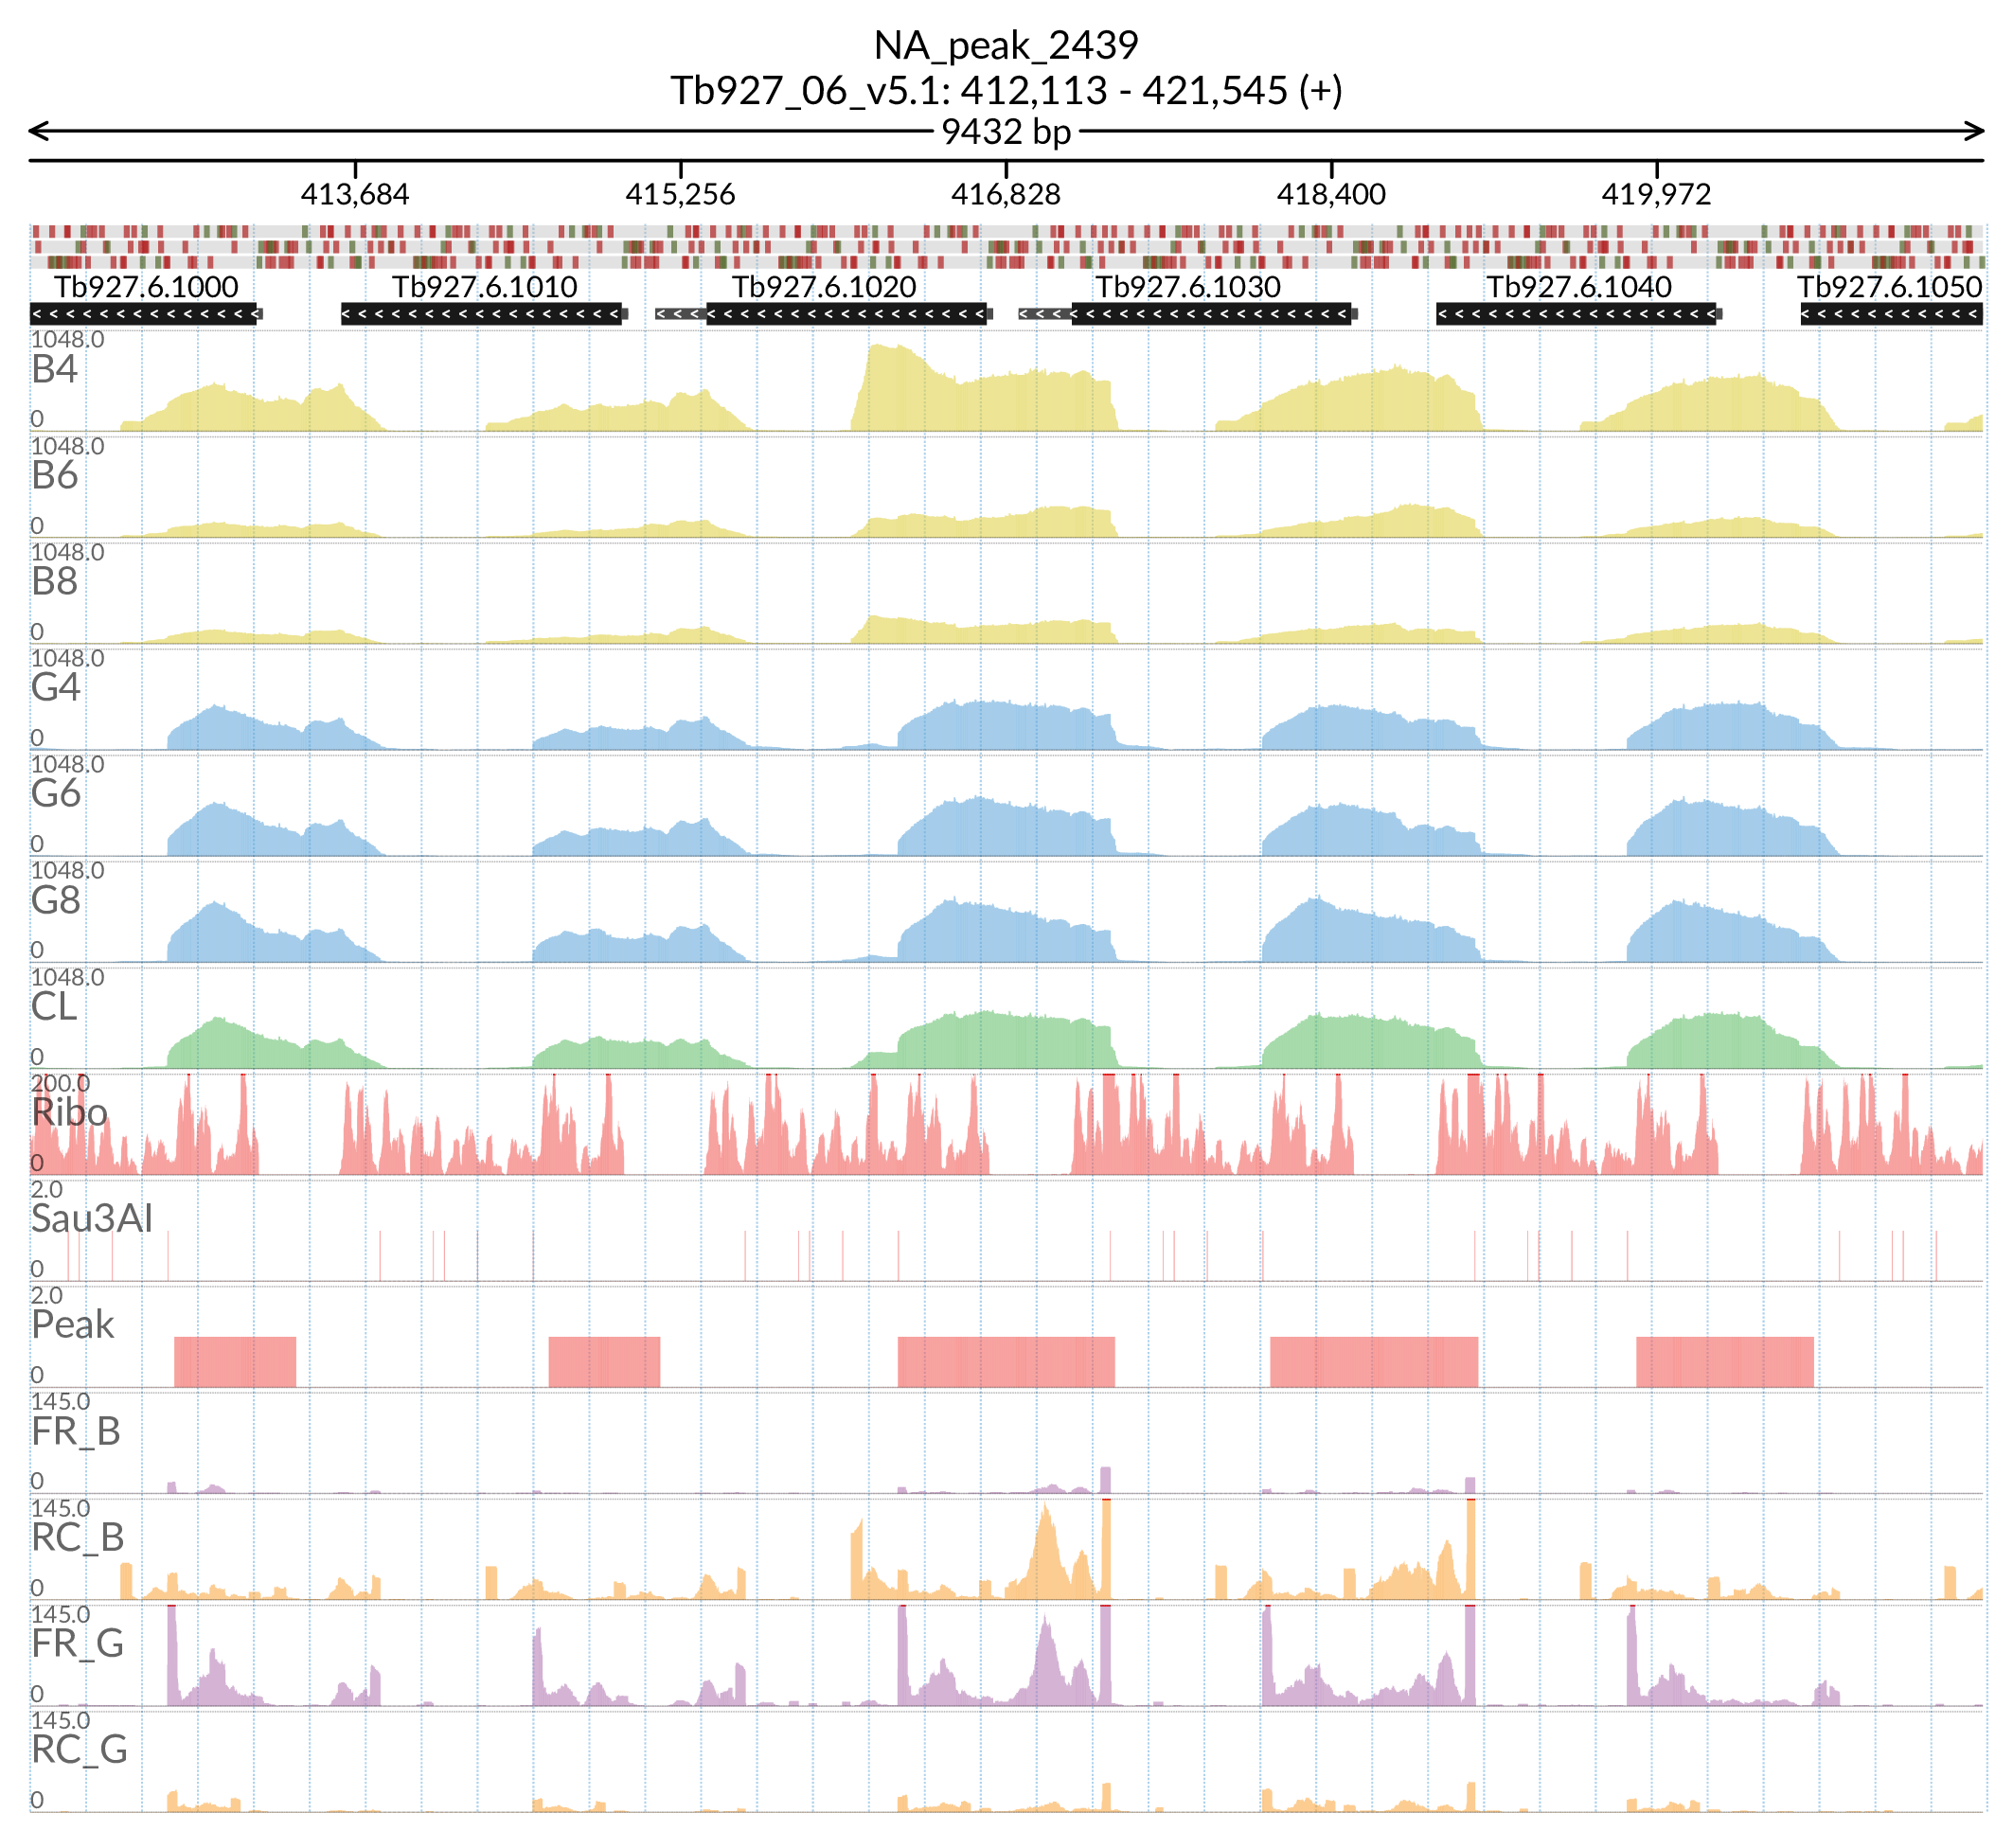 NA_peak_2439
Tb927_06_v5.1: 412,113 - 421,545 (+)
9432 bp
413,684 415,256 416,828 418,400 419,972
Tb927.6.1000 Tb927.6.1010 Tb927.6.1020 Tb927.6.1030 Tb927.6.1040 Tb927.6.1050
1048.0
B4
0
1048.0
B6
0
1048.0
B8
0
1048.0
G4
0
1048.0
G6
0
1048.0
G8
0
1048.0
CL
0
200.0
Ribo
0
2.0
Sau3AI
0
2.0
Peak
0
145.0
FR_B
0
145.0
RC_B
0
145.0
FR_G
0
145.0
RC_G
0